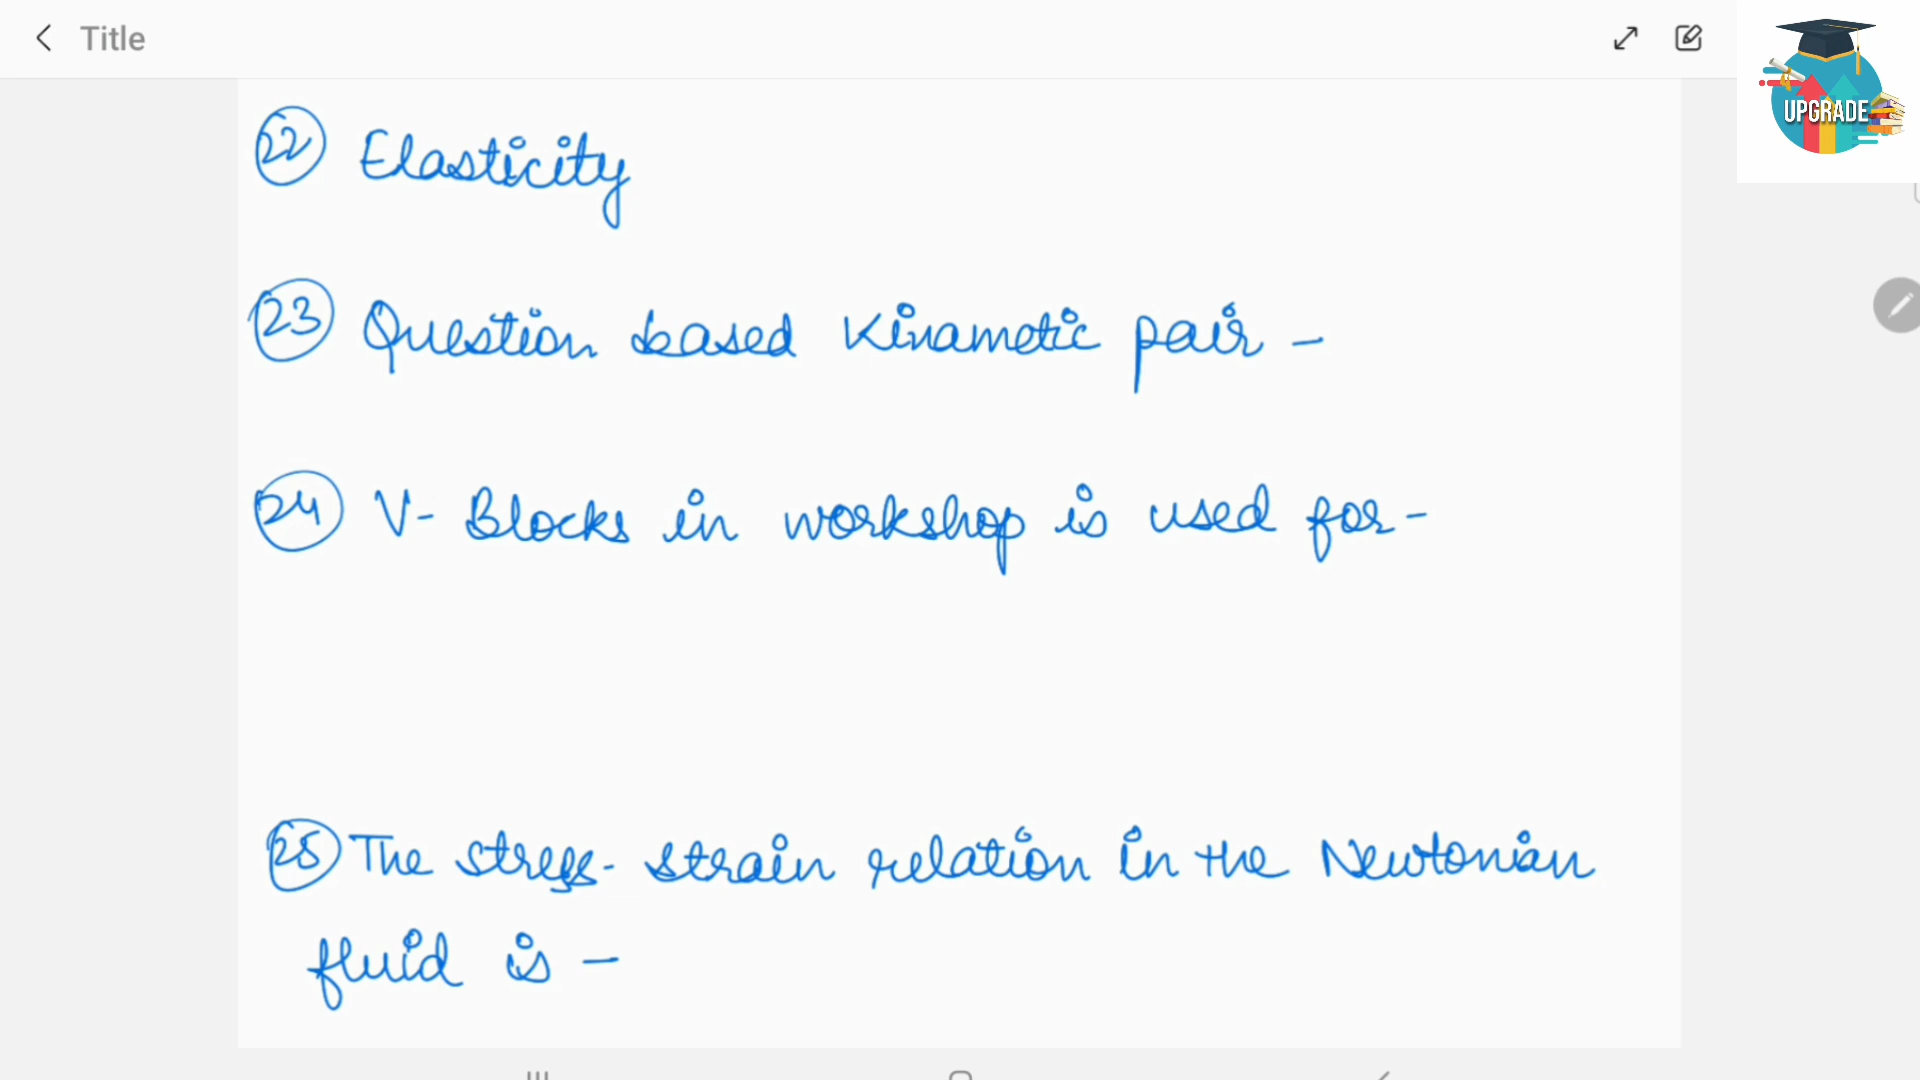 Title
UPGRADE
22 Elasticity
23 Question based Kinametic pair -
24 V- Blocks in workshop is used for -
25 The stress - strain relation in the Newtonian
fluid is -